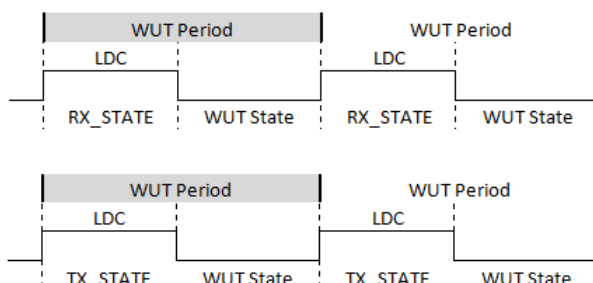 WUT Period WUT Period
LDC LDC
RX_STATE WUT State RX_STATE WUT State
WUT Period WUT Period
LDC LDC
TX_STATE WUT State TX_STATE WUT State